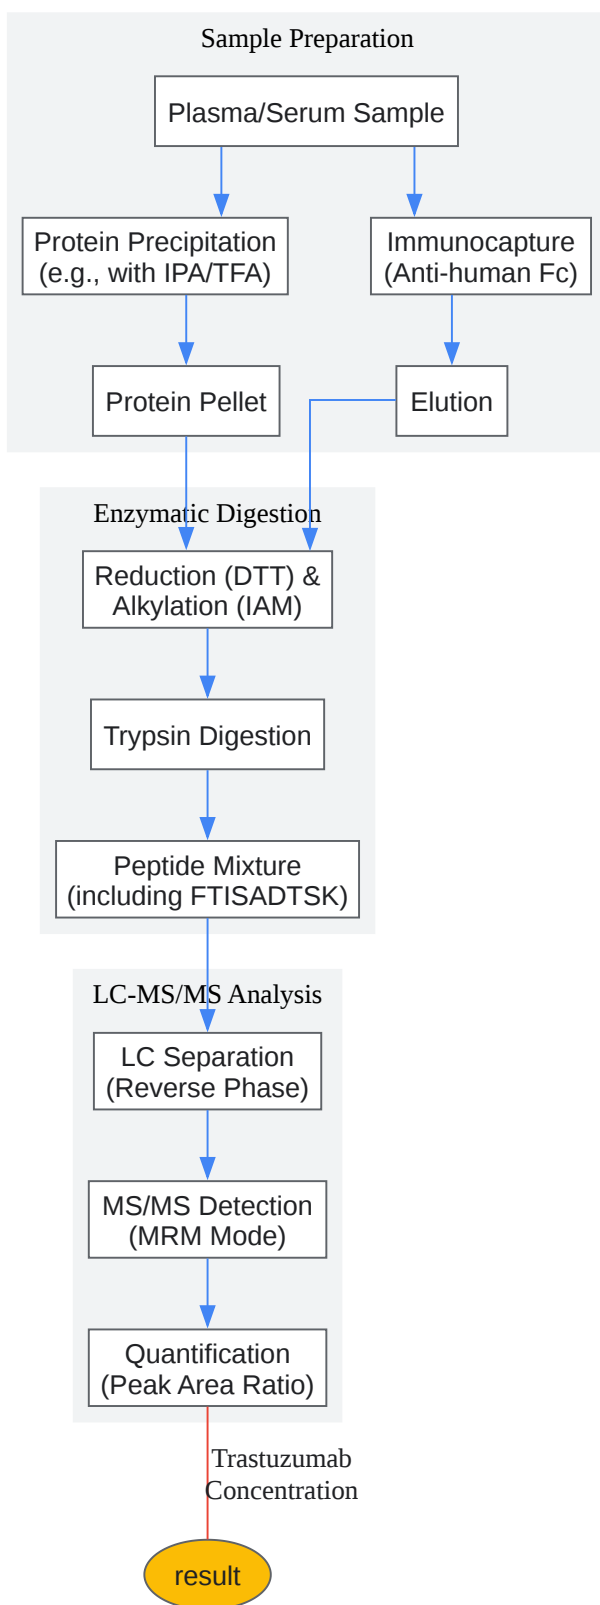 Sample Preparation
Plasma/Serum Sample
Protein Precipitation
(e.g., with IPA/TFA)
Immunocapture
(Anti-human Fc)
Protein Pellet
Elution
Enzymatic Digestion
Reduction (DTT) &
Alkylation (IAM)
Trypsin Digestion
Peptide Mixture
(including FTISADTSK)
LC-MS/MS Analysis
LC Separation
(Reverse Phase)
MS/MS Detection
(MRM Mode)
Quantification
(Peak Area Ratio)
Trastuzumab
Concentration
result